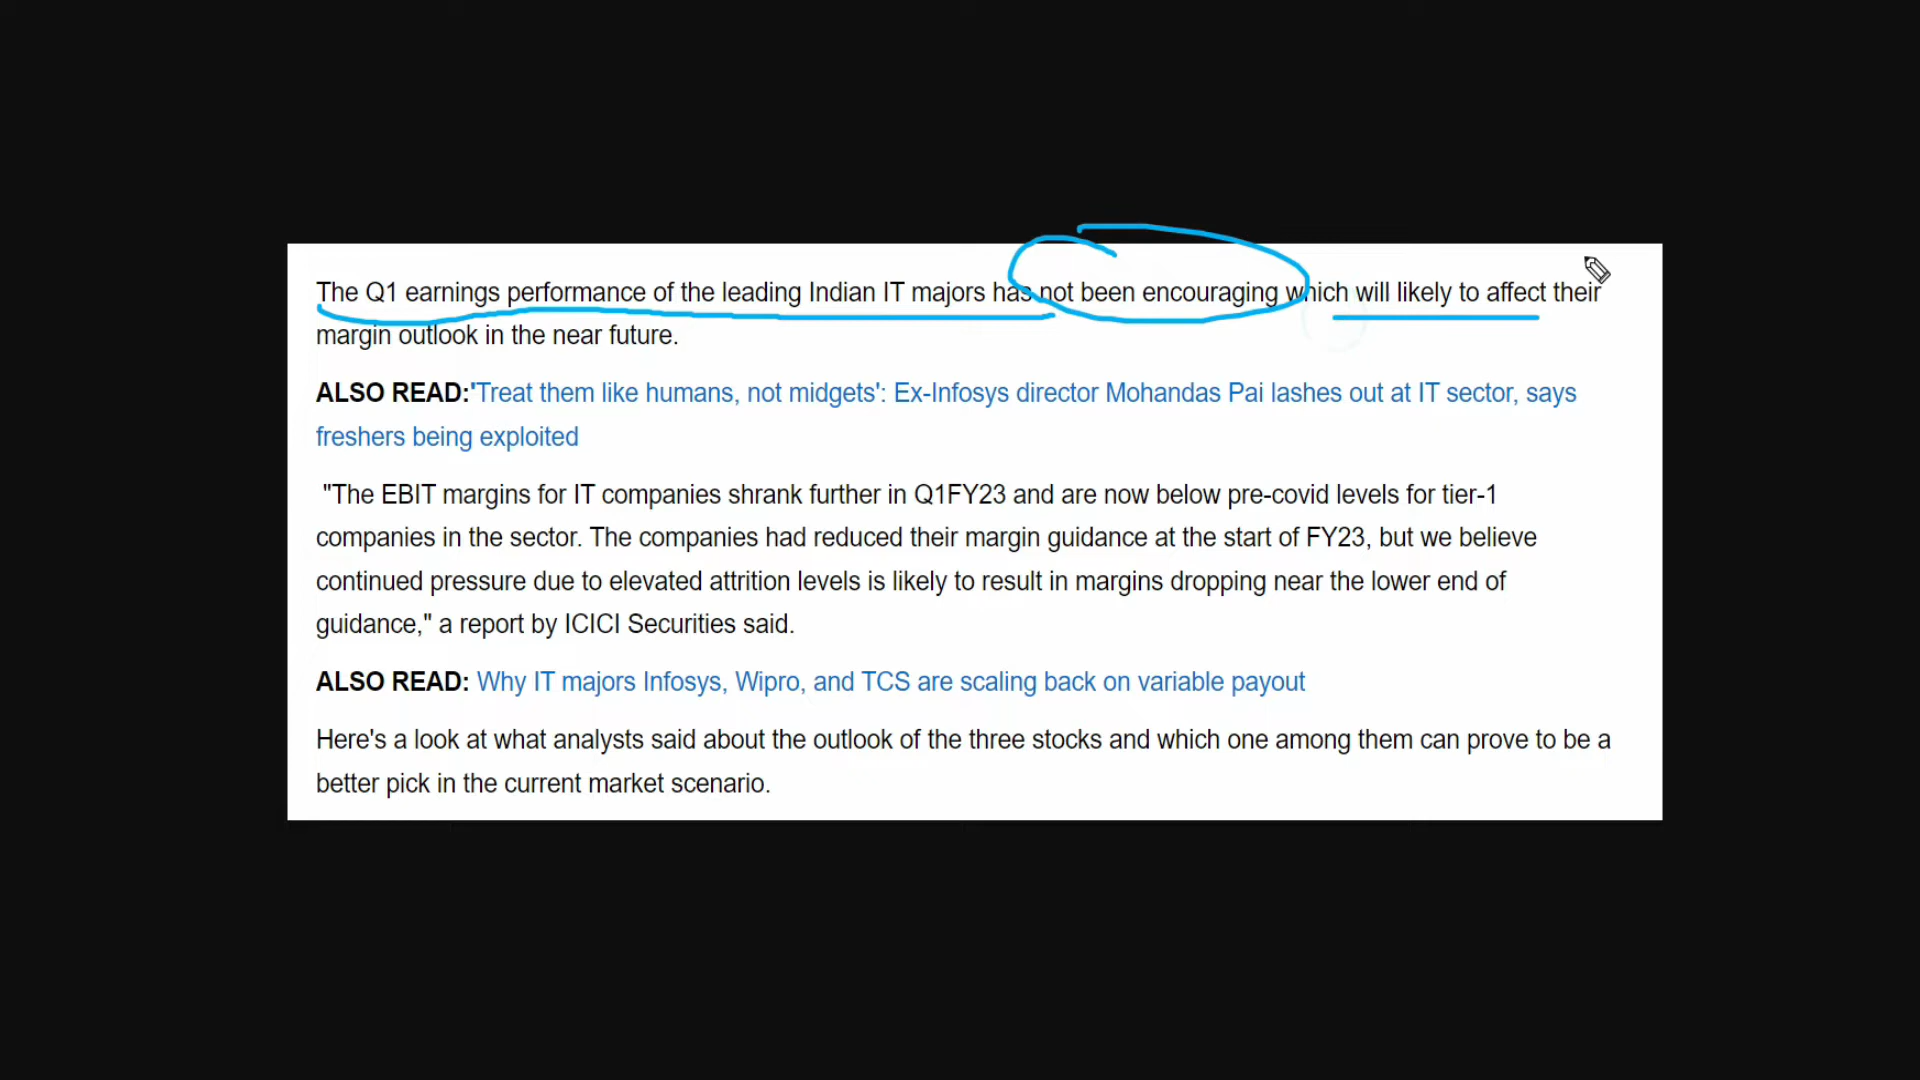 The Q1 earnings performance of the leading Indian IT majors has not been encouraging which will likely to affect their
margin outlook in the near future.
ALSO READ:'Treat them like humans, not midgets': Ex-Infosys director Mohandas Pai lashes out at IT sector, says
freshers being exploited
"The EBIT margins for IT companies shrank further in Q1FY23 and are now below pre-covid levels for tier-1
companies in the sector. The companies had reduced their margin guidance at the start of FY23, but we believe
continued pressure due to elevated attrition levels is likely to result in margins dropping near the lower end of
guidance," a report by ICICI Securities said.
ALSO READ: Why IT majors Infosys, Wipro, and TCS are scaling back on variable payout
Here's a look at what analysts said about the outlook of the three stocks and which one among them can prove to be a
better pick in the current market scenario.